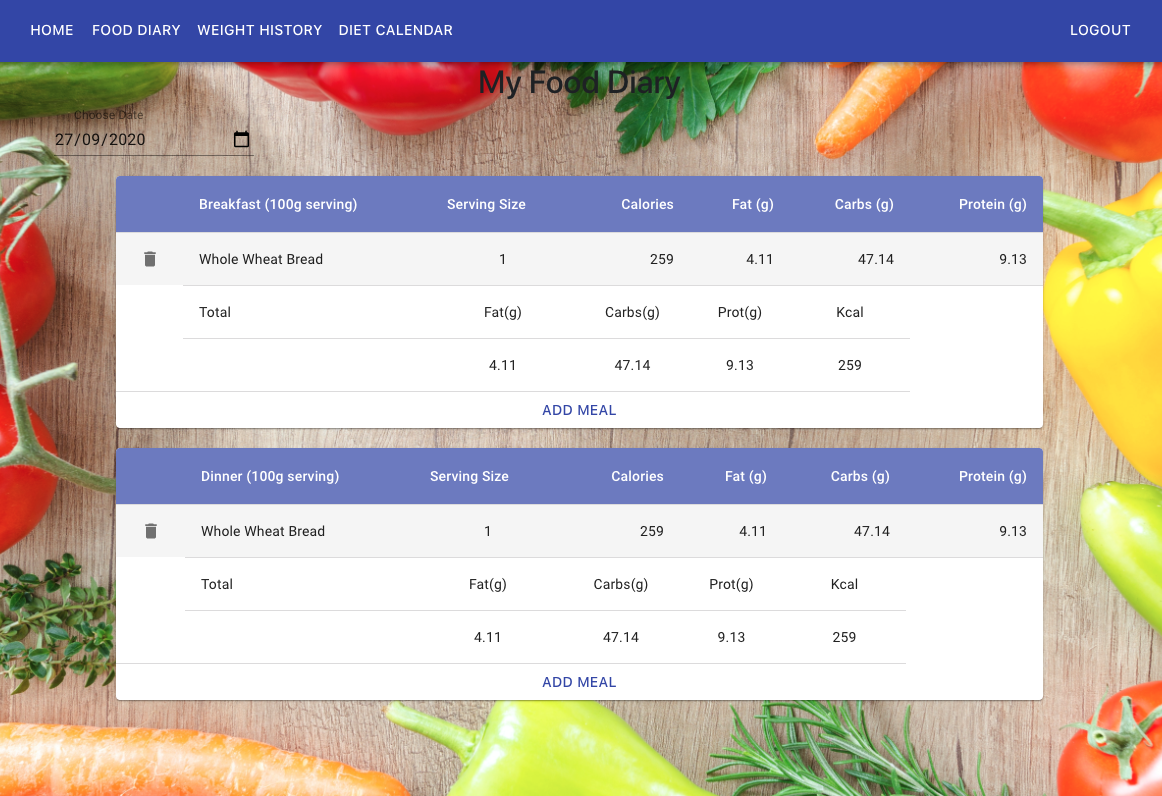 HOME FOOD DIARY WEIGHT HISTORY DIET CALENDAR LOGOUT
My Food Diary
Choose Date
27/09/2020
Breakfast (100g serving) Serving Size Calories Fat (g) Carbs (g) Protein (g)
Whole Wheat Bread 1 259 4.11 47.14 9.13
Total Fat(g) Carbs(g) Prot(g) Kcal
4.11 47.14 9.13 259
ADD MEAL
Dinner (100g serving) Serving Size Calories Fat (g) Carbs (g) Protein (g)
Whole Wheat Bread 1 259 4.11 47.14 9.13
Total Fat(g) Carbs(g) Prot(g) Kcal
4.11 47.14 9.13 259
ADD MEAL